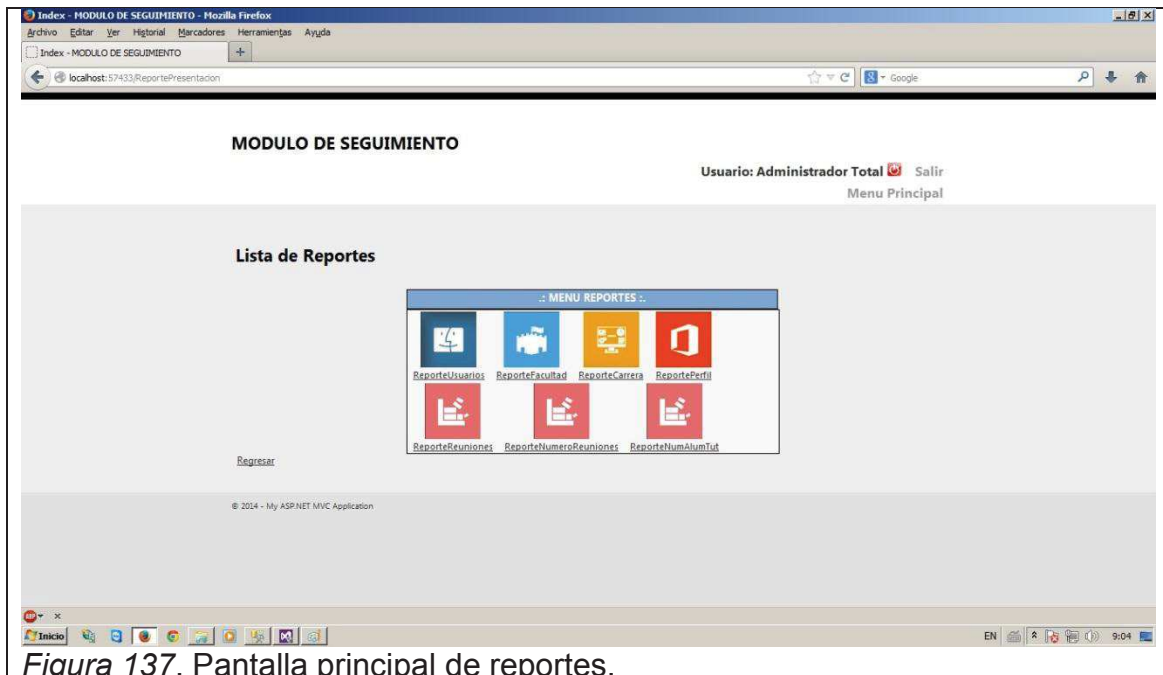 Index - MODULO DE SEGUIMIENTO - Mozilla Firefox
Archivo Editar Ver Historial Marcadores Herramientas Ayuda
Index - MODULO DE SEGUIMIENTO
localhost:57433/ReportePresentacion
Google
MODULO DE SEGUIMIENTO
Usuario: Administrador Total Salir
Menu Principal
Lista de Reportes
.: MENU REPORTES :.
ReporteUsuarios ReporteFacultad ReporteCarrera ReportePerfil
ReporteReuniones ReporteNumeroReuniones ReporteNumAlumTut
Regresar
© 2014 - My ASP.NET MVC Application
Inicio
EN 9:04
Figura 137. Pantalla principal de reportes.